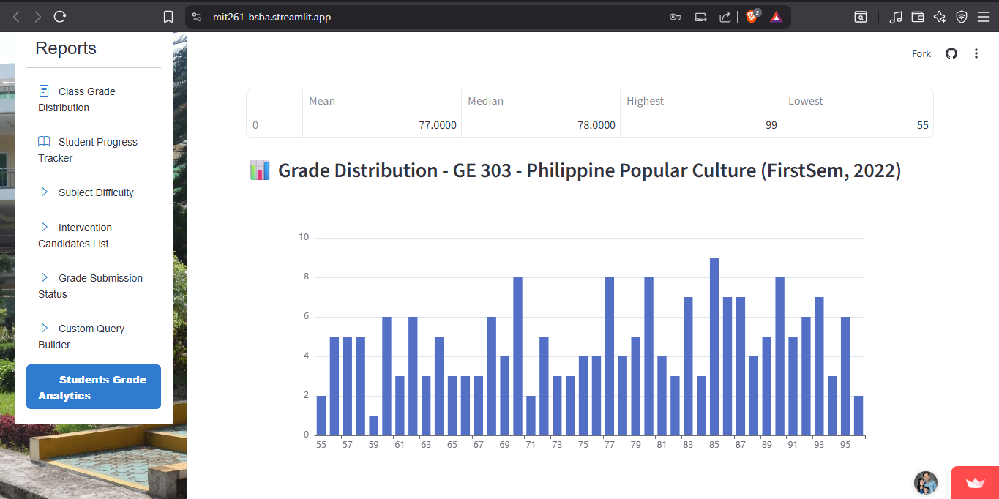 mit261-bsba.streamlit.app
2
Reports
Class Grade
Distribution
Student Progress
Tracker
Subject Difficulty
Intervention
Candidates List
Grade Submission
Status
Custom Query
Builder
Students Grade
Analytics
Fork
Mean Median Highest Lowest
0 77.0000 78.0000 99 55
Grade Distribution - GE 303 - Philippine Popular Culture (FirstSem, 2022)
10
8
6
4
2
0
55 57 59 61 63 65 67 69 71 73 75 77 79 81 83 85 87 89 91 93 95